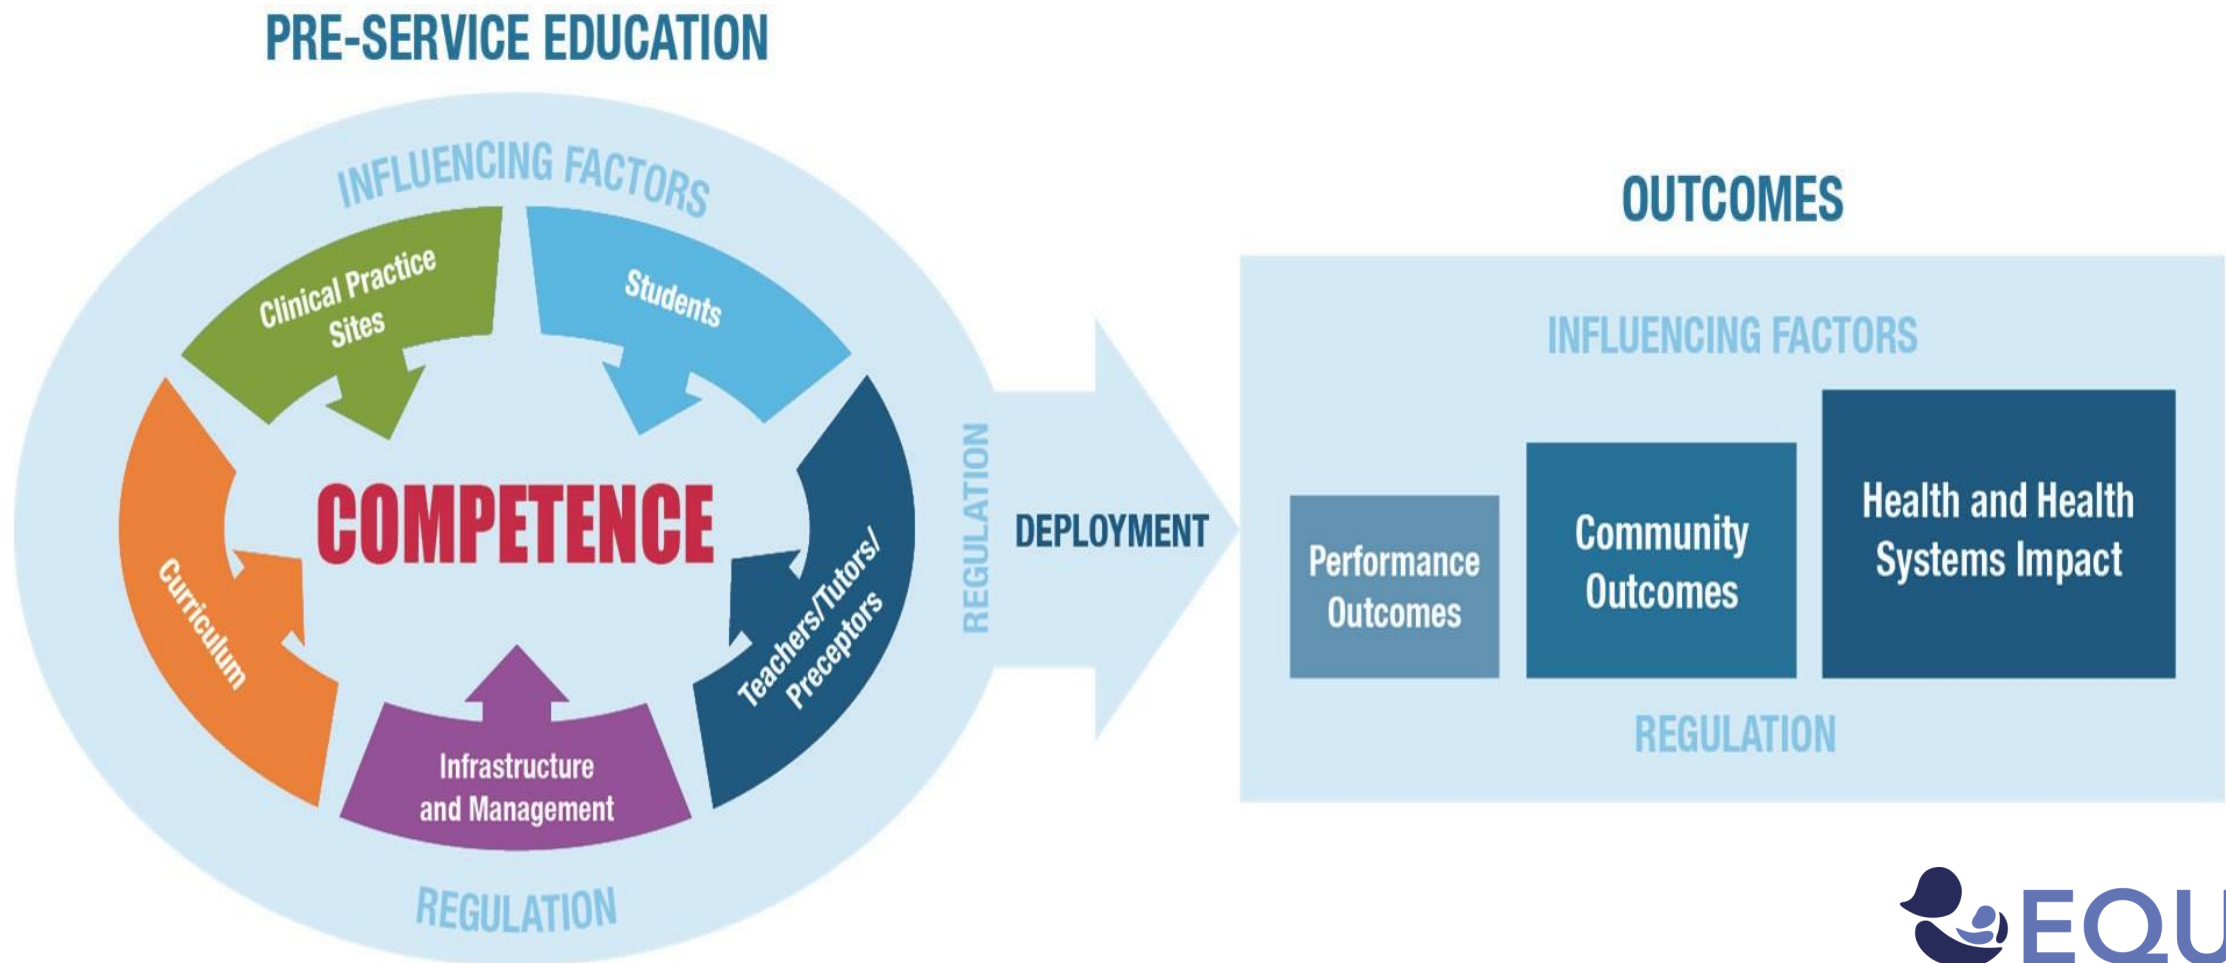 PRE-SERVICE EDUCATION
INFLUENCING FACTORS
Clinical Practice
Sites
Students
Curriculum
COMPETENCE
Teachers/Tutors/
Preceptors
Infrastructure
and Management
REGULATION
REGULATION
DEPLOYMENT
OUTCOMES
INFLUENCING FACTORS
Performance
Outcomes
Community
Outcomes
Health and Health
Systems Impact
REGULATION
EQU